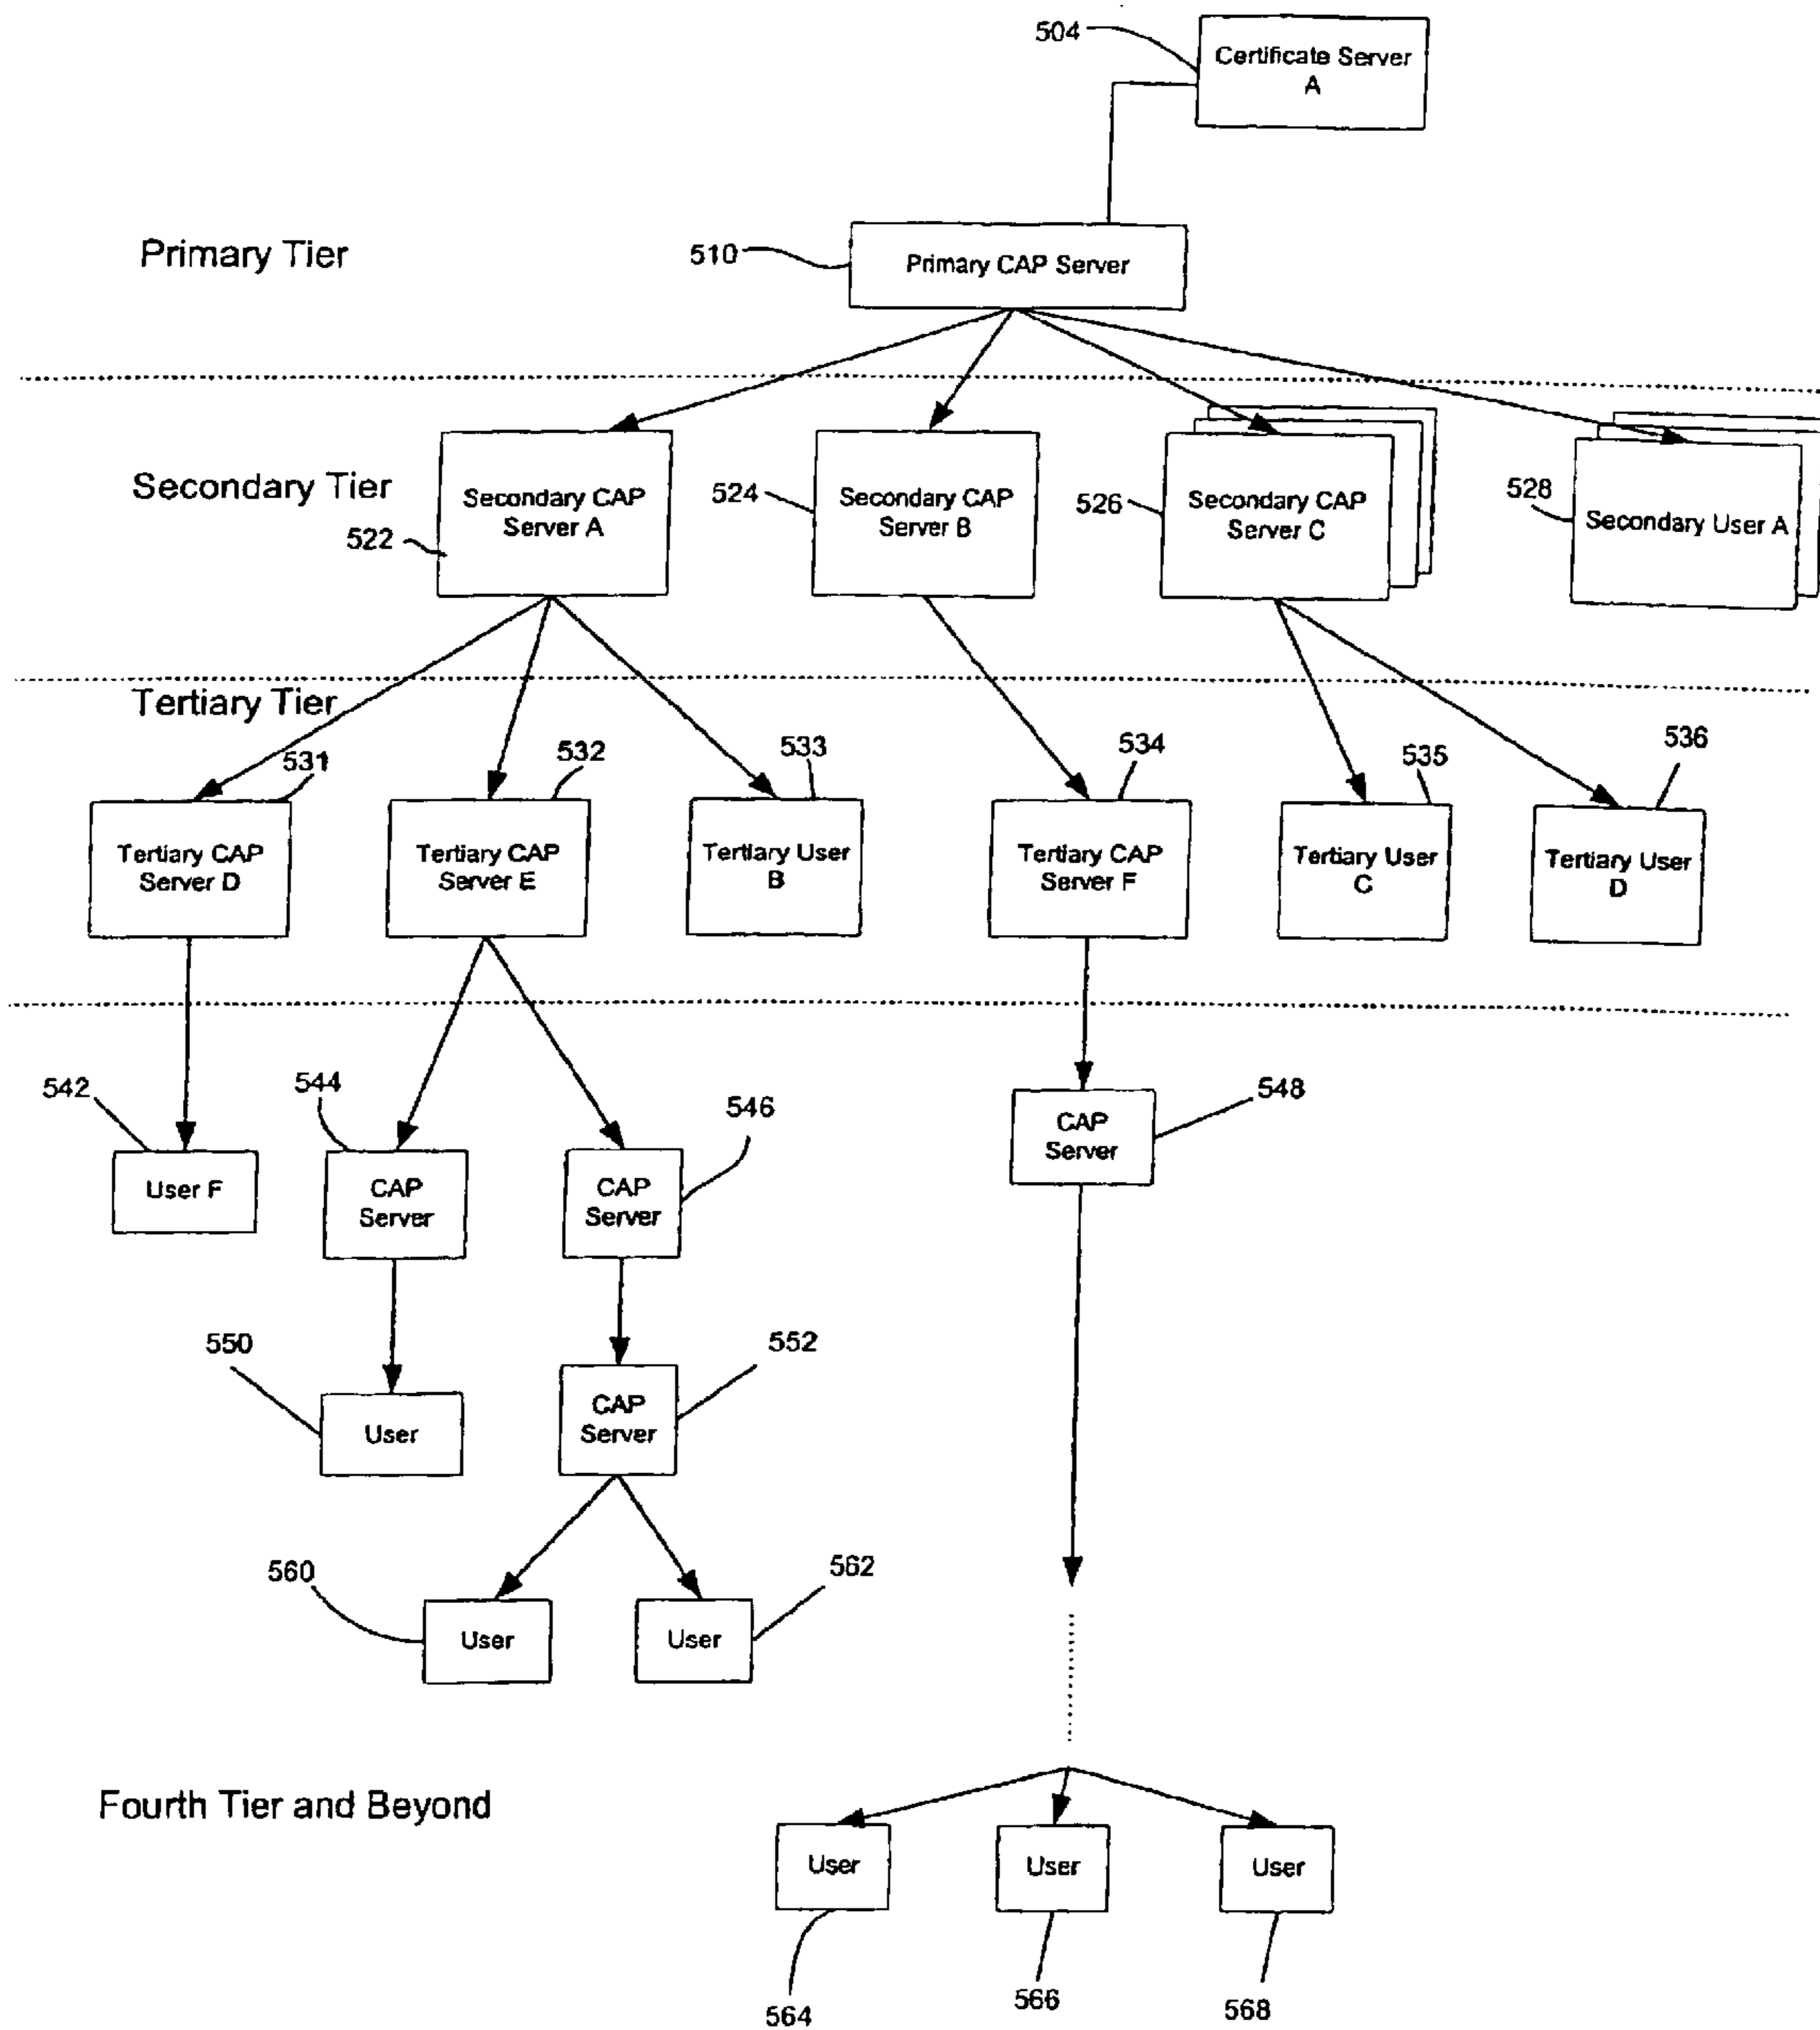 504
Certificate Server
A
Primary Tier
510
Primary CAP Server
Secondary Tier
522
Secondary CAP
Server A
524
Secondary CAP
Server B
526
Secondary CAP
Server C
528
Secondary User A
Tertiary Tier
531
532
533
534
535
536
Tertiary CAP
Server D
Tertiary CAP
Server E
Tertiary User
B
Tertiary CAP
Server F
Tertiary User
C
Tertiary User
D
542
544
546
548
User F
CAP
Server
CAP
Server
CAP
Server
550
552
User
CAP
Server
560
562
User
User
Fourth Tier and Beyond
User
User
User
564
566
568